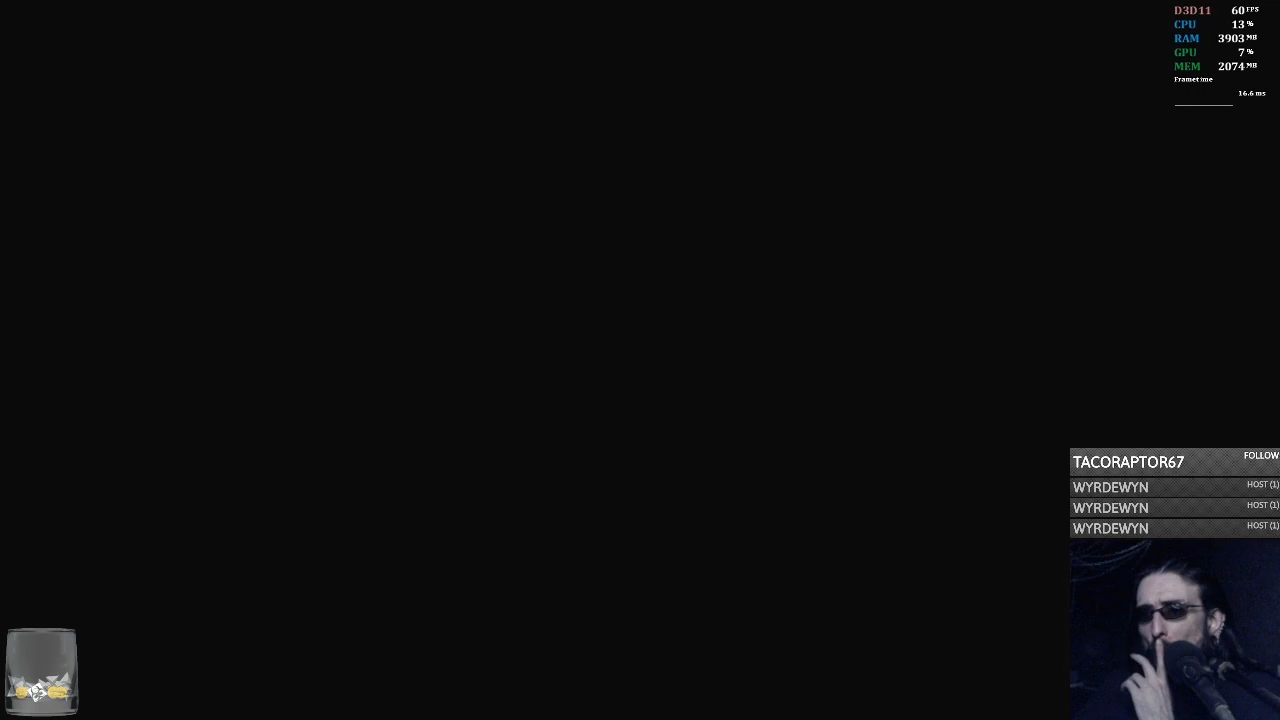 D3D11 60 FPS
CPU 13 %
RAM 3903 MB
GPU 7 %
MEM 2074 MB
Frametime
16.6 ms
TACORAPTOR67 FOLLOW
WYRDEWYN HOST (1)
WYRDEWYN HOST (1)
WYRDEWYN HOST (1)